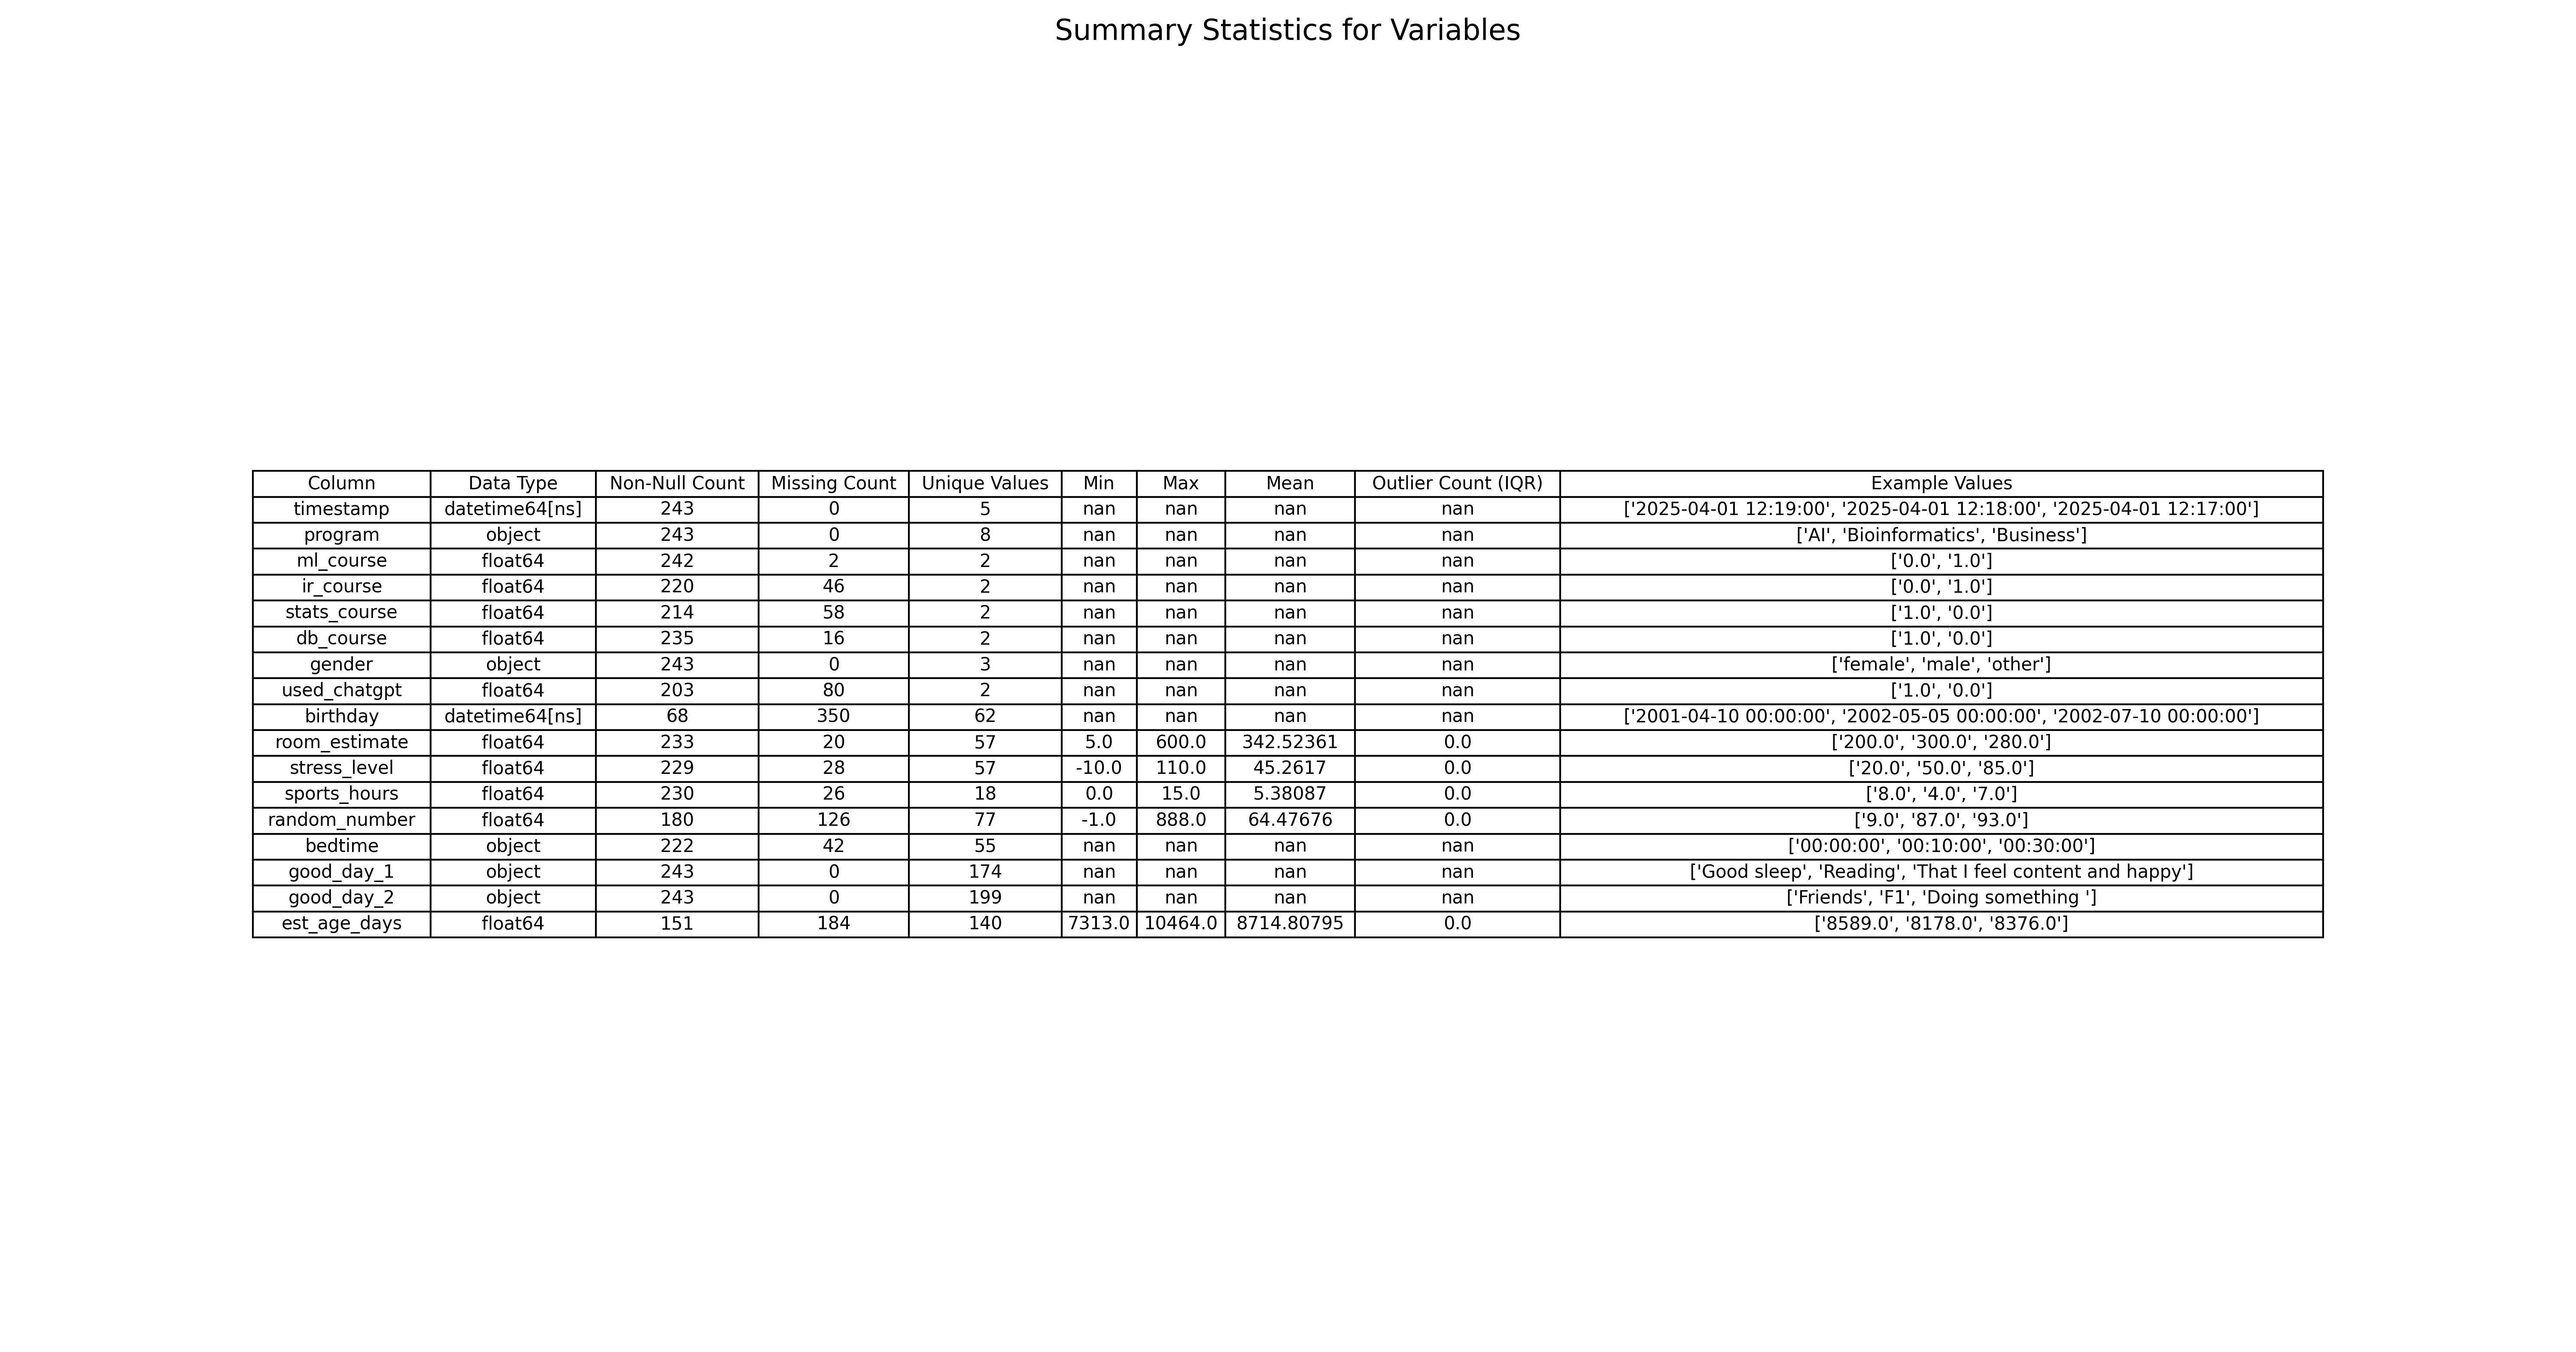 Summary Statistics for Variables
Column Data Type Non-Null Count Missing Count Unique Values Min Max Mean Outlier Count (IQR) Example Values
timestamp datetime64[ns] 243 0 5 nan nan nan nan ['2025-04-01 12:19:00', '2025-04-01 12:18:00', '2025-04-01 12:17:00']
program object 243 0 8 nan nan nan nan ['AI', 'Bioinformatics', 'Business']
ml_course float64 242 2 2 nan nan nan nan ['0.0', '1.0']
ir_course float64 220 46 2 nan nan nan nan ['0.0', '1.0']
stats_course float64 214 58 2 nan nan nan nan ['1.0', '0.0']
db_course float64 235 16 2 nan nan nan nan ['1.0', '0.0']
gender object 243 0 3 nan nan nan nan ['female', 'male', 'other']
used_chatgpt float64 203 80 2 nan nan nan nan ['1.0', '0.0']
birthday datetime64[ns] 68 350 62 nan nan nan nan ['2001-04-10 00:00:00', '2002-05-05 00:00:00', '2002-07-10 00:00:00']
room_estimate float64 233 20 57 5.0 600.0 342.52361 0.0 ['200.0', '300.0', '280.0']
stress_level float64 229 28 57 -10.0 110.0 45.2617 0.0 ['20.0', '50.0', '85.0']
sports_hours float64 230 26 18 0.0 15.0 5.38087 0.0 ['8.0', '4.0', '7.0']
random_number float64 180 126 77 -1.0 888.0 64.47676 0.0 ['9.0', '87.0', '93.0']
bedtime object 222 42 55 nan nan nan nan ['00:00:00', '00:10:00', '00:30:00']
good_day_1 object 243 0 174 nan nan nan nan ['Good sleep', 'Reading', 'That I feel content and happy']
good_day_2 object 243 0 199 nan nan nan nan ['Friends', 'F1', 'Doing something ']
est_age_days float64 151 184 140 7313.0 10464.0 8714.80795 0.0 ['8589.0', '8178.0', '8376.0']